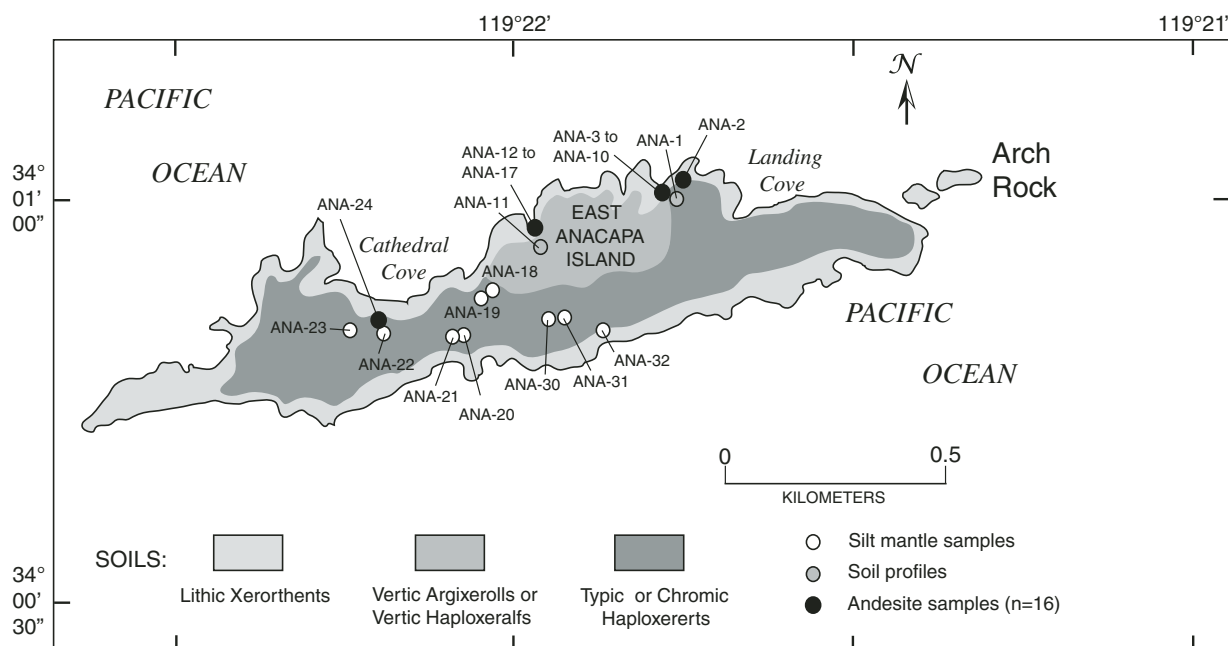 119°22'
119°21'
N
PACIFIC
OCEAN
34°
01'
00"
ANA-3 to
ANA-10
ANA-1
ANA-2
ANA-12 to
ANA-17
Landing
Cove
Arch
Rock
ANA-24
ANA-11
EAST
ANACAPA
ISLAND
Cathedral
Cove
ANA-18
ANA-19
ANA-23
ANA-22
ANA-21
ANA-20
ANA-30
ANA-31
ANA-32
PACIFIC
OCEAN
0 0.5
KILOMETERS
34°
00'
30"
SOILS:
Lithic Xerorthents
Vertic Argixerolls or
Vertic Haploxeralfs
Typic or Chromic
Haploxererts
Silt mantle samples
Soil profiles
Andesite samples (n=16)